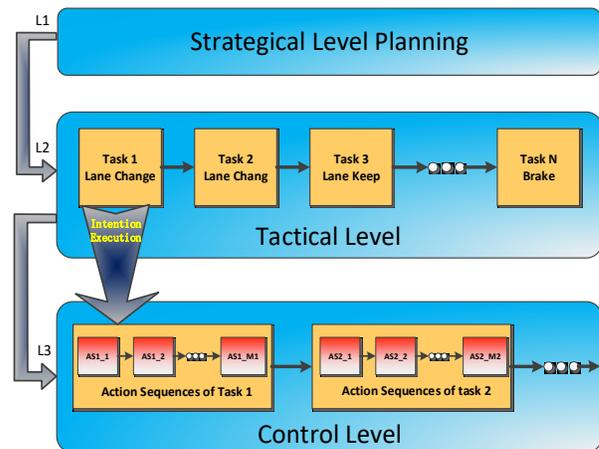 L1
Strategical Level Planning
L2
Task 1
Lane Change
Task 2
Lane Chang
Task 3
Lane Keep
Task N
Brake
Intention
Execution
Tactical Level
L3
AS1_1
AS1_2
AS1_M1
Action Sequences of Task 1
AS2_1
AS2_2
AS2_M2
Action Sequences of task 2
Control Level